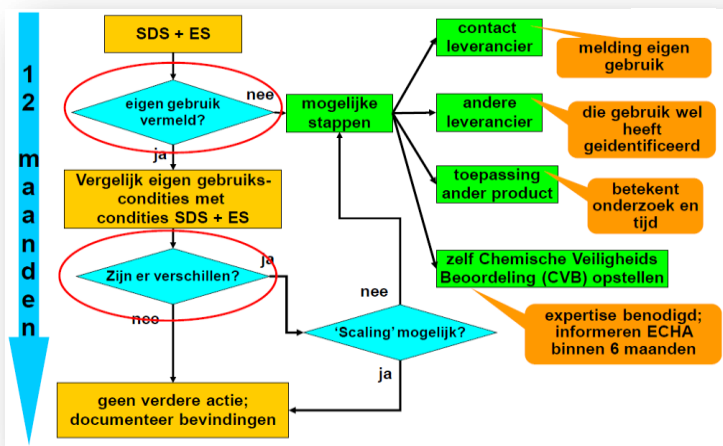 12 maanden
SDS + ES
eigen gebruik
vermeld?
nee
ja
mogelijke
stappen
contact
leverancier
melding eigen
gebruik
andere
leverancier
die gebruik wel
heeft
geidentificeerd
toepassing
ander product
betekent
onderzoek en
tijd
zelf Chemische Veiligheids
Beoordeling (CVB) opstellen
expertise benodigd;
informeren ECHA
binnen 6 maanden
Vergelijk eigen gebruiks-
condities met
condities SDS + ES
Zijn er verschillen?
ja
nee
nee
'Scaling' mogelijk?
ja
geen verdere actie;
documenteer bevindingen